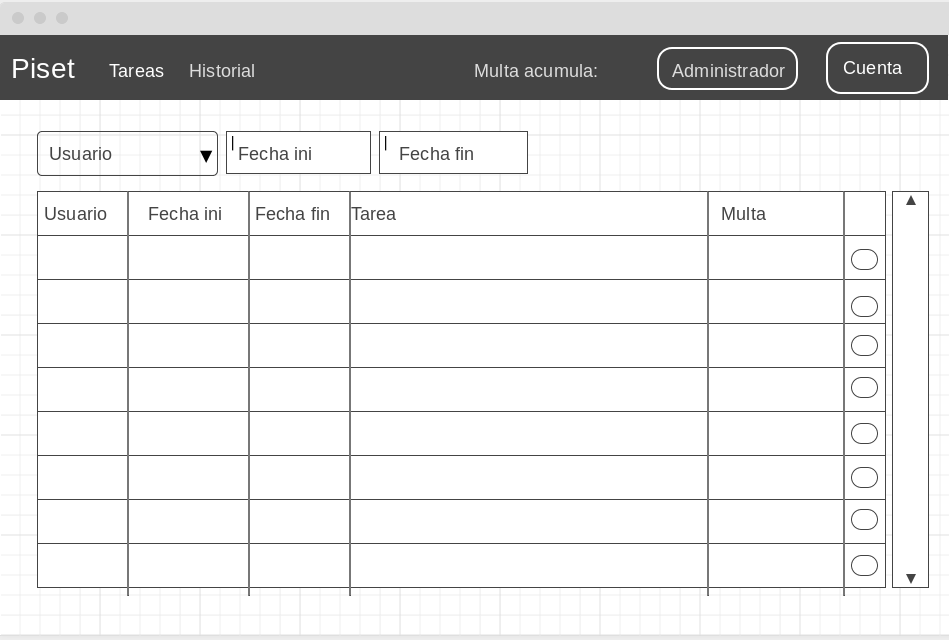 Piset Tareas Historial Multa acumula: Administrador Cuenta
Usuario Fecha ini Fecha fin
Usuario Fecha ini Fecha fin Tarea Multa